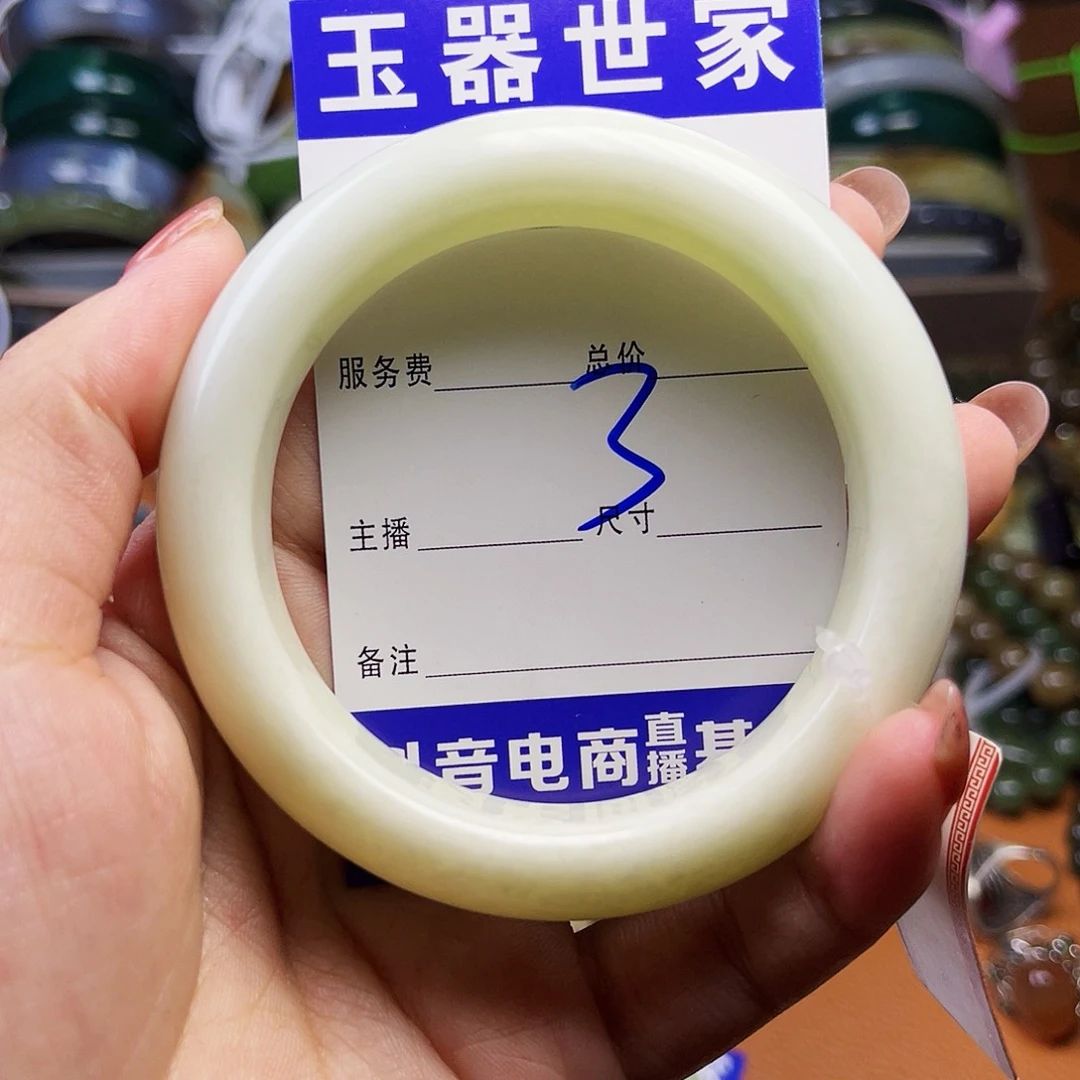 玉器世家
服务费 总价
3
主播 尺寸
备注
音电商直播基